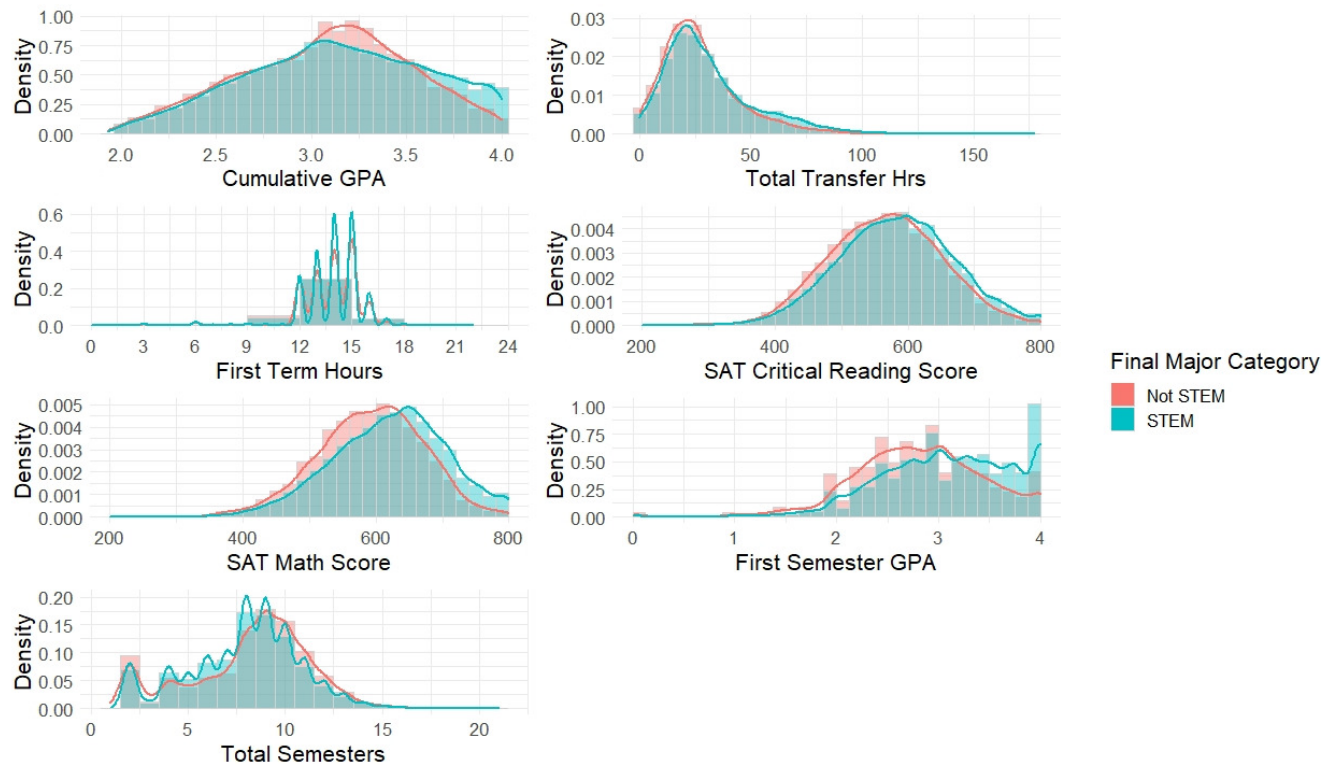 1.00
0.75
0.50
0.25
0.00
Density
2.0 2.5 3.0 3.5 4.0
Cumulative GPA
0.03
0.02
0.01
0.00
Density
0 50 100 150
Total Transfer Hrs
0.6
0.4
0.2
0.0
Density
0 3 6 9 12 15 18 21 24
First Term Hours
0.004
0.003
0.002
0.001
0.000
Density
200 400 600 800
SAT Critical Reading Score
0.005
0.004
0.003
0.002
0.001
0.000
Density
200 400 600 800
SAT Math Score
1.00
0.75
0.50
0.25
0.00
Density
0 1 2 3 4
First Semester GPA
0.20
0.15
0.10
0.05
0.00
Density
0 5 10 15 20
Total Semesters
Final Major Category
Not STEM
STEM